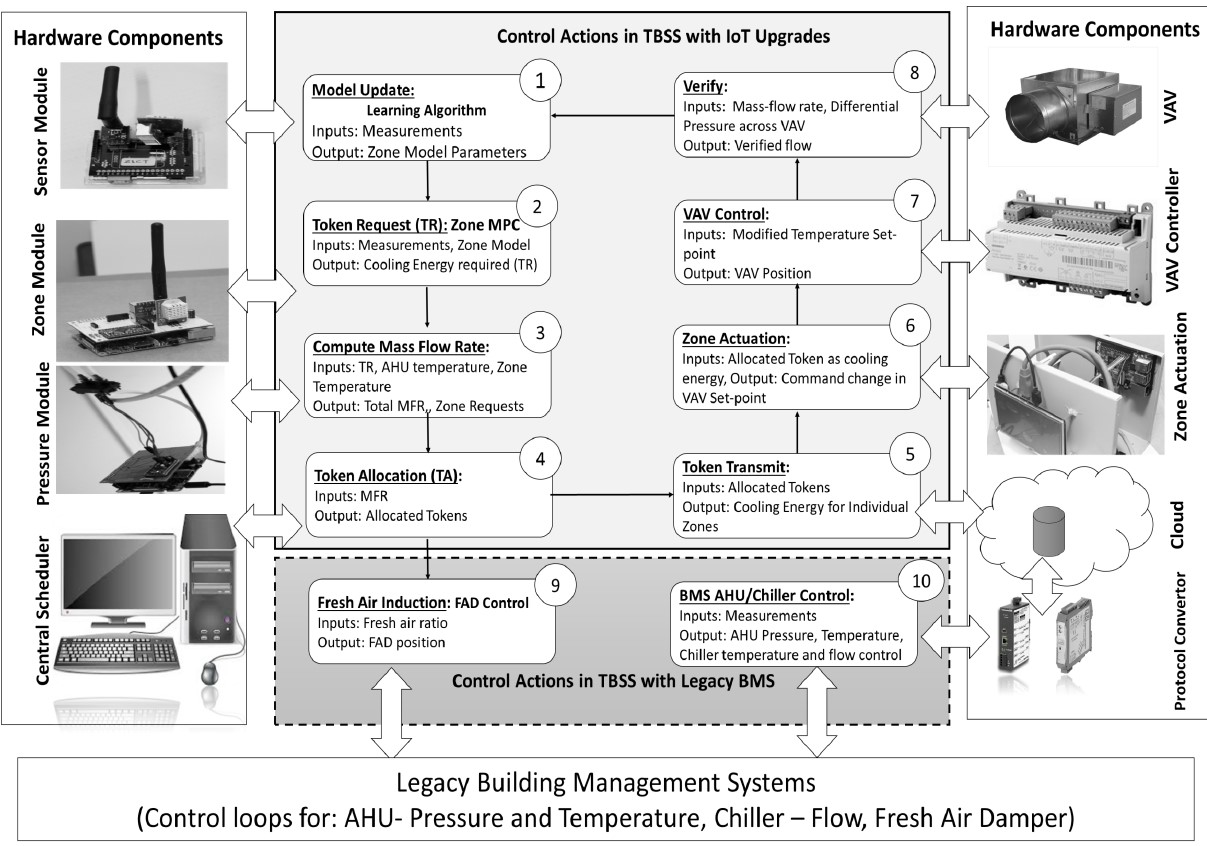 Hardware Components
Sensor Module
Zone Module
Pressure Module
Central Scheduler
Control Actions in TBSS with IoT Upgrades
1
Model Update:
Learning Algorithm
Inputs: Measurements
Output: Zone Model Parameters
2
Token Request (TR): Zone MPC
Inputs: Measurements, Zone Model
Output: Cooling Energy required (TR)
3
Compute Mass Flow Rate:
Inputs: TR, AHU temperature, Zone
Temperature
Output: Total MFR,, Zone Requests
4
Token Allocation (TA):
Inputs: MFR
Output: Allocated Tokens
5
Token Transmit:
Inputs: Allocated Tokens
Output: Cooling Energy for Individual
Zones
6
Zone Actuation:
Inputs: Allocated Token as cooling
energy, Output: Command change in
VAV Set-point
7
VAV Control:
Inputs: Modified Temperature Set-
point
Output: VAV Position
8
Verify:
Inputs: Mass-flow rate, Differential
Pressure across VAV
Output: Verified flow
9
Fresh Air Induction: FAD Control
Inputs: Fresh air ratio
Output: FAD position
10
BMS AHU/Chiller Control:
Inputs: Measurements
Output: AHU Pressure, Temperature,
Chiller temperature and flow control
Control Actions in TBSS with Legacy BMS
Hardware Components
VAV
VAV Controller
Zone Actuation
Cloud
Protocol Convertor
Legacy Building Management Systems
(Control loops for: AHU- Pressure and Temperature, Chiller – Flow, Fresh Air Damper)